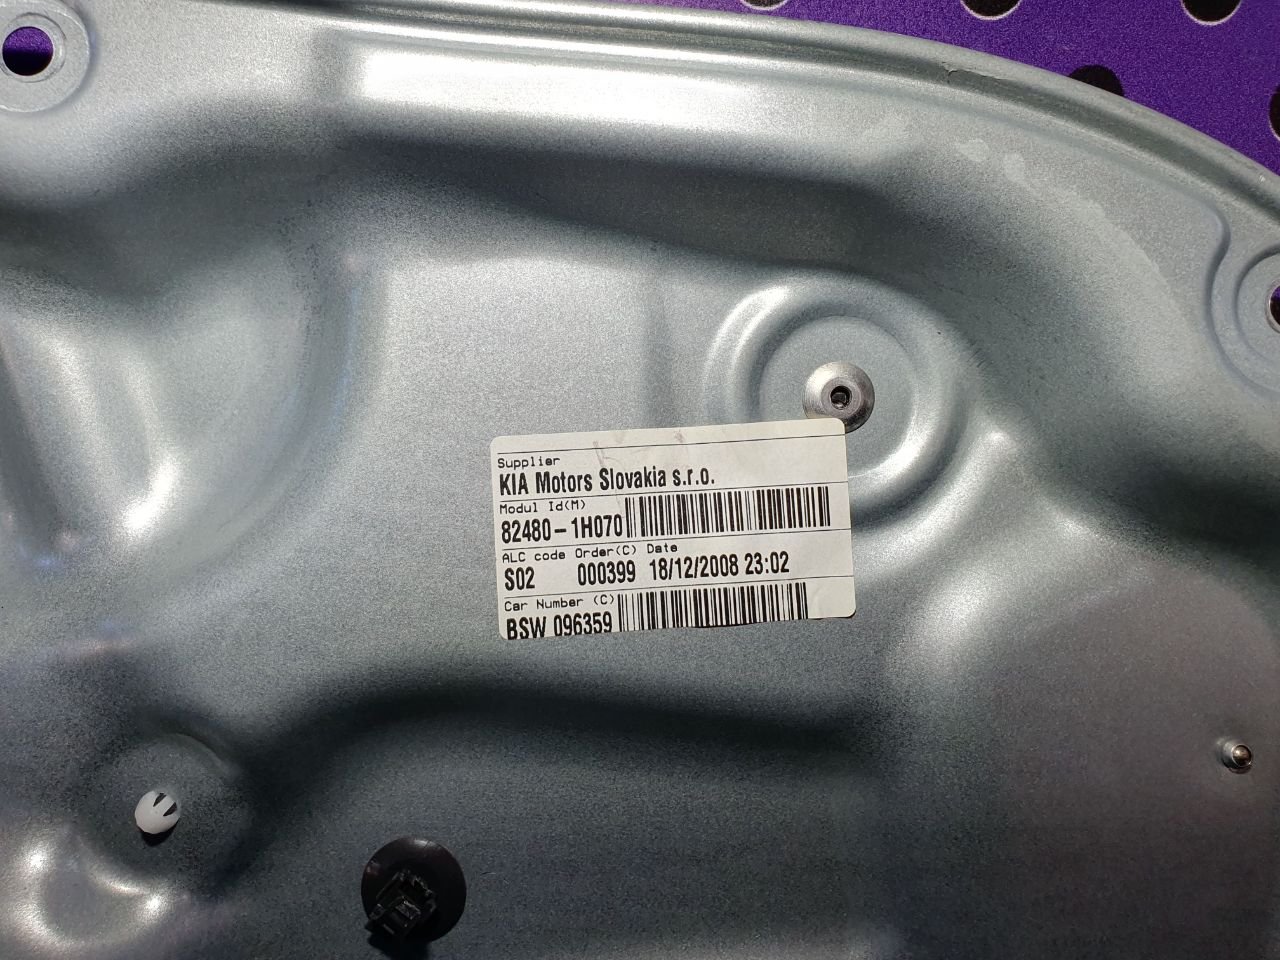 Supplier
KIA Motors Slovakia s.r.o.
Modul Id(M)
82480-1H070
ALC code Order(C) Date
S02 000399 18/12/2008 23:02
Car Number (C)
BSW 096359